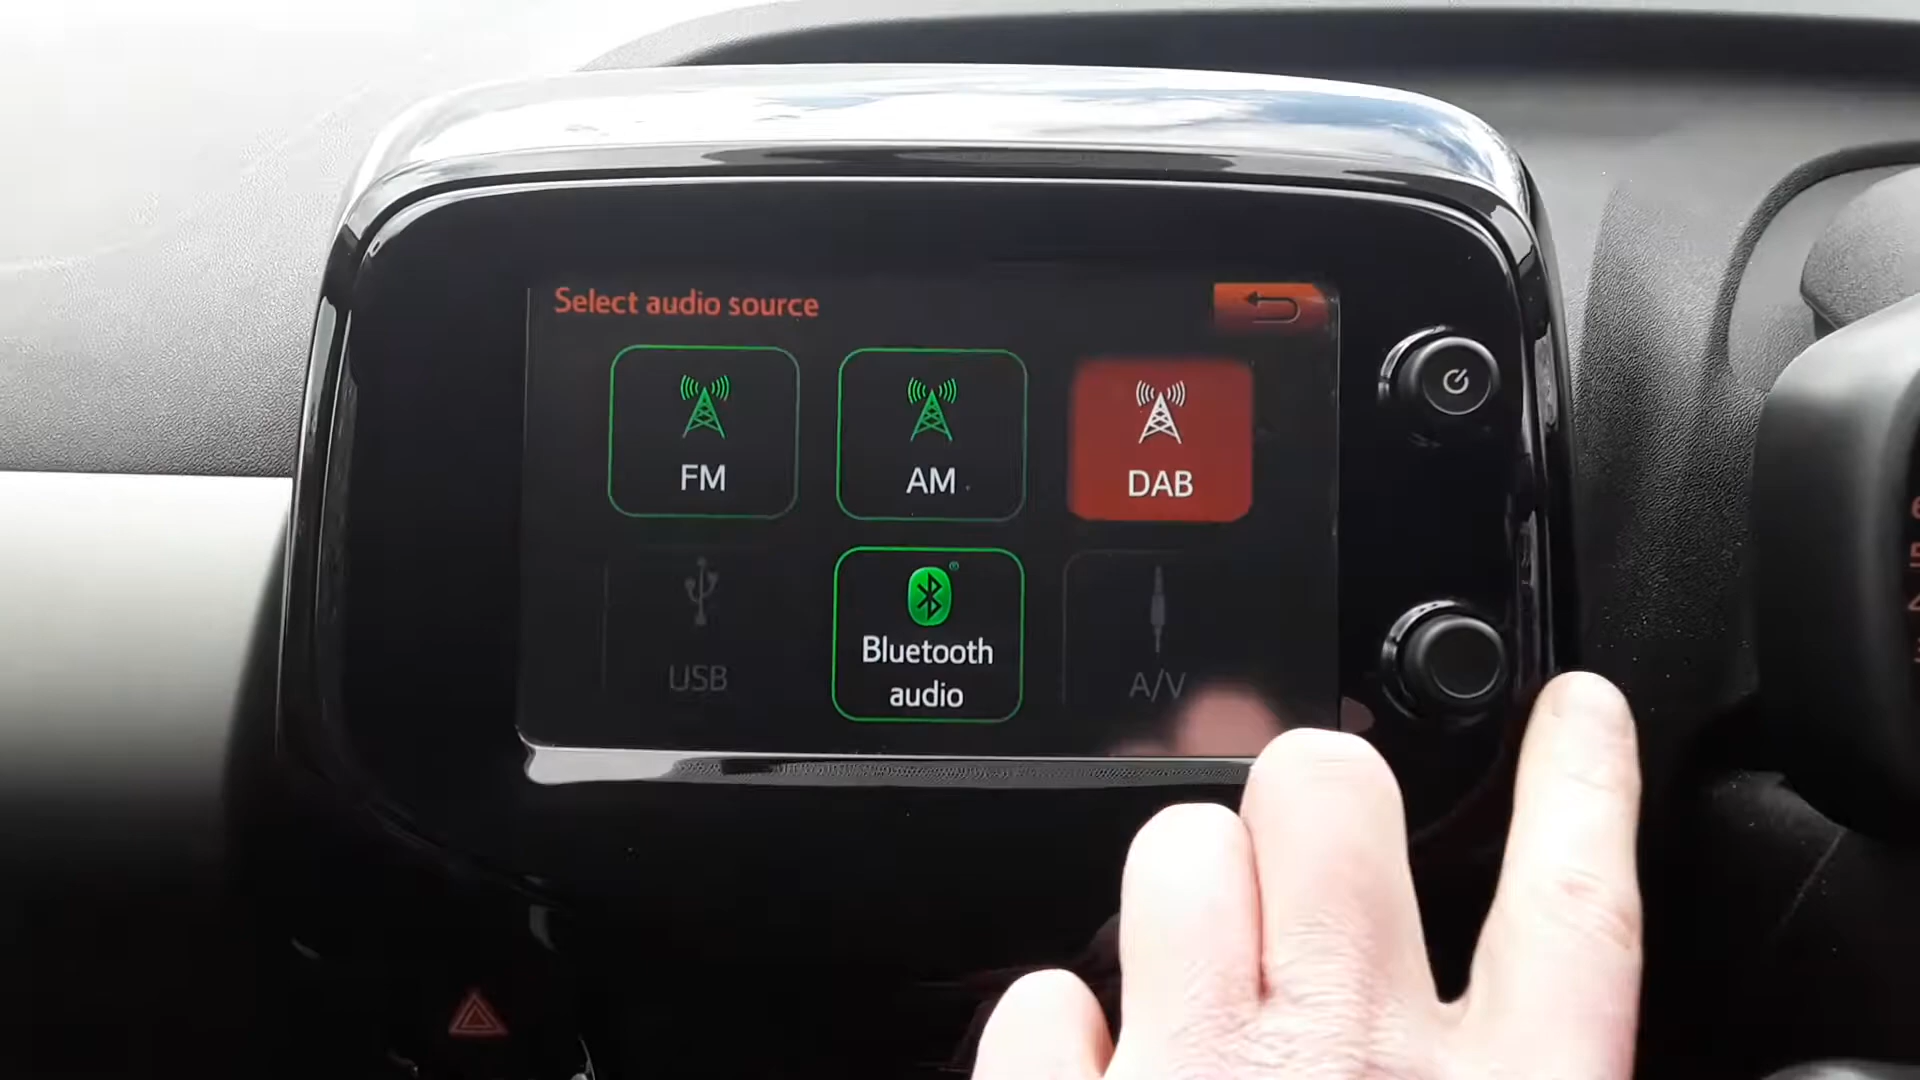 Select audio source
FM
AM
DAB
USB
Bluetooth
audio
A/V